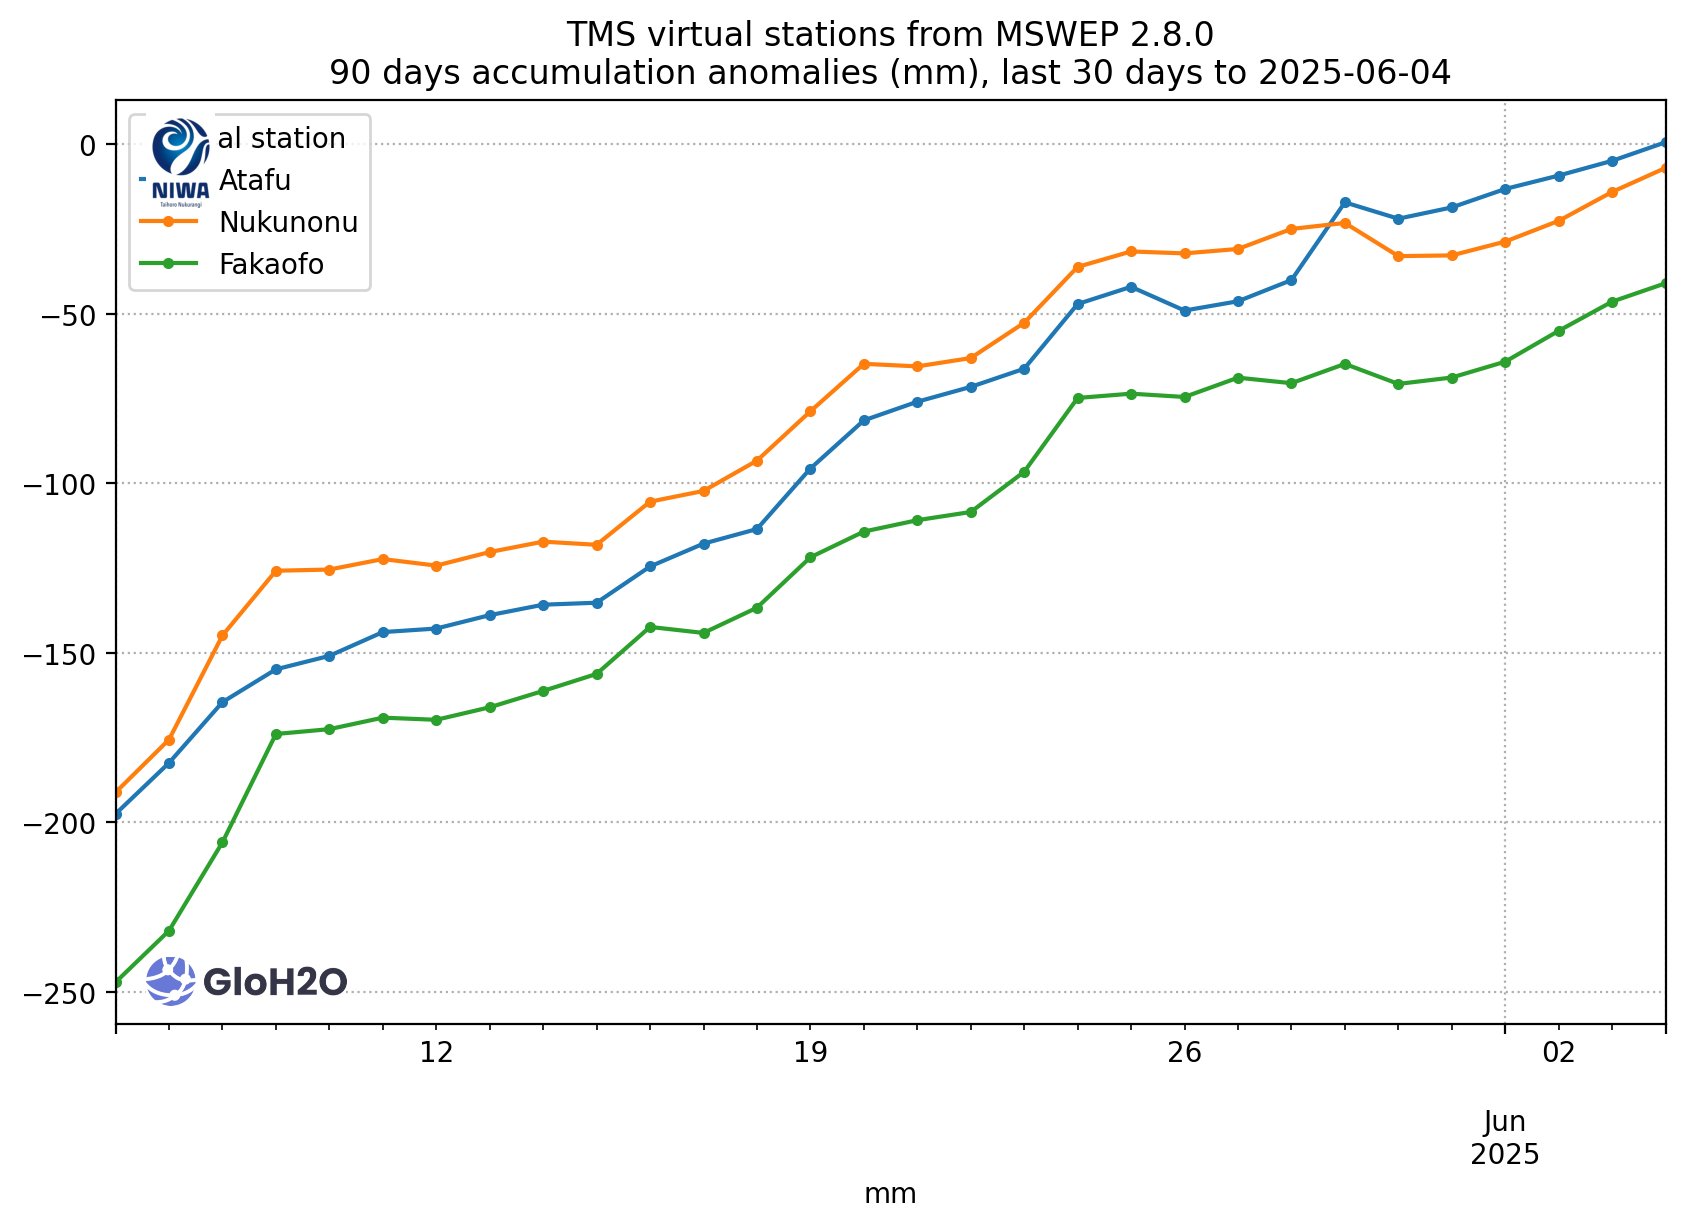 TMS virtual stations from MSWEP 2.8.0
90 days accumulation anomalies (mm), last 30 days to 2025-06-04
al station
Atafu
Nukunonu
Fakaofo
NIWA
Taihoro Nukurangi
0
−50
−100
−150
−200
−250
GloH2O
12
19
26
02
Jun
2025
mm